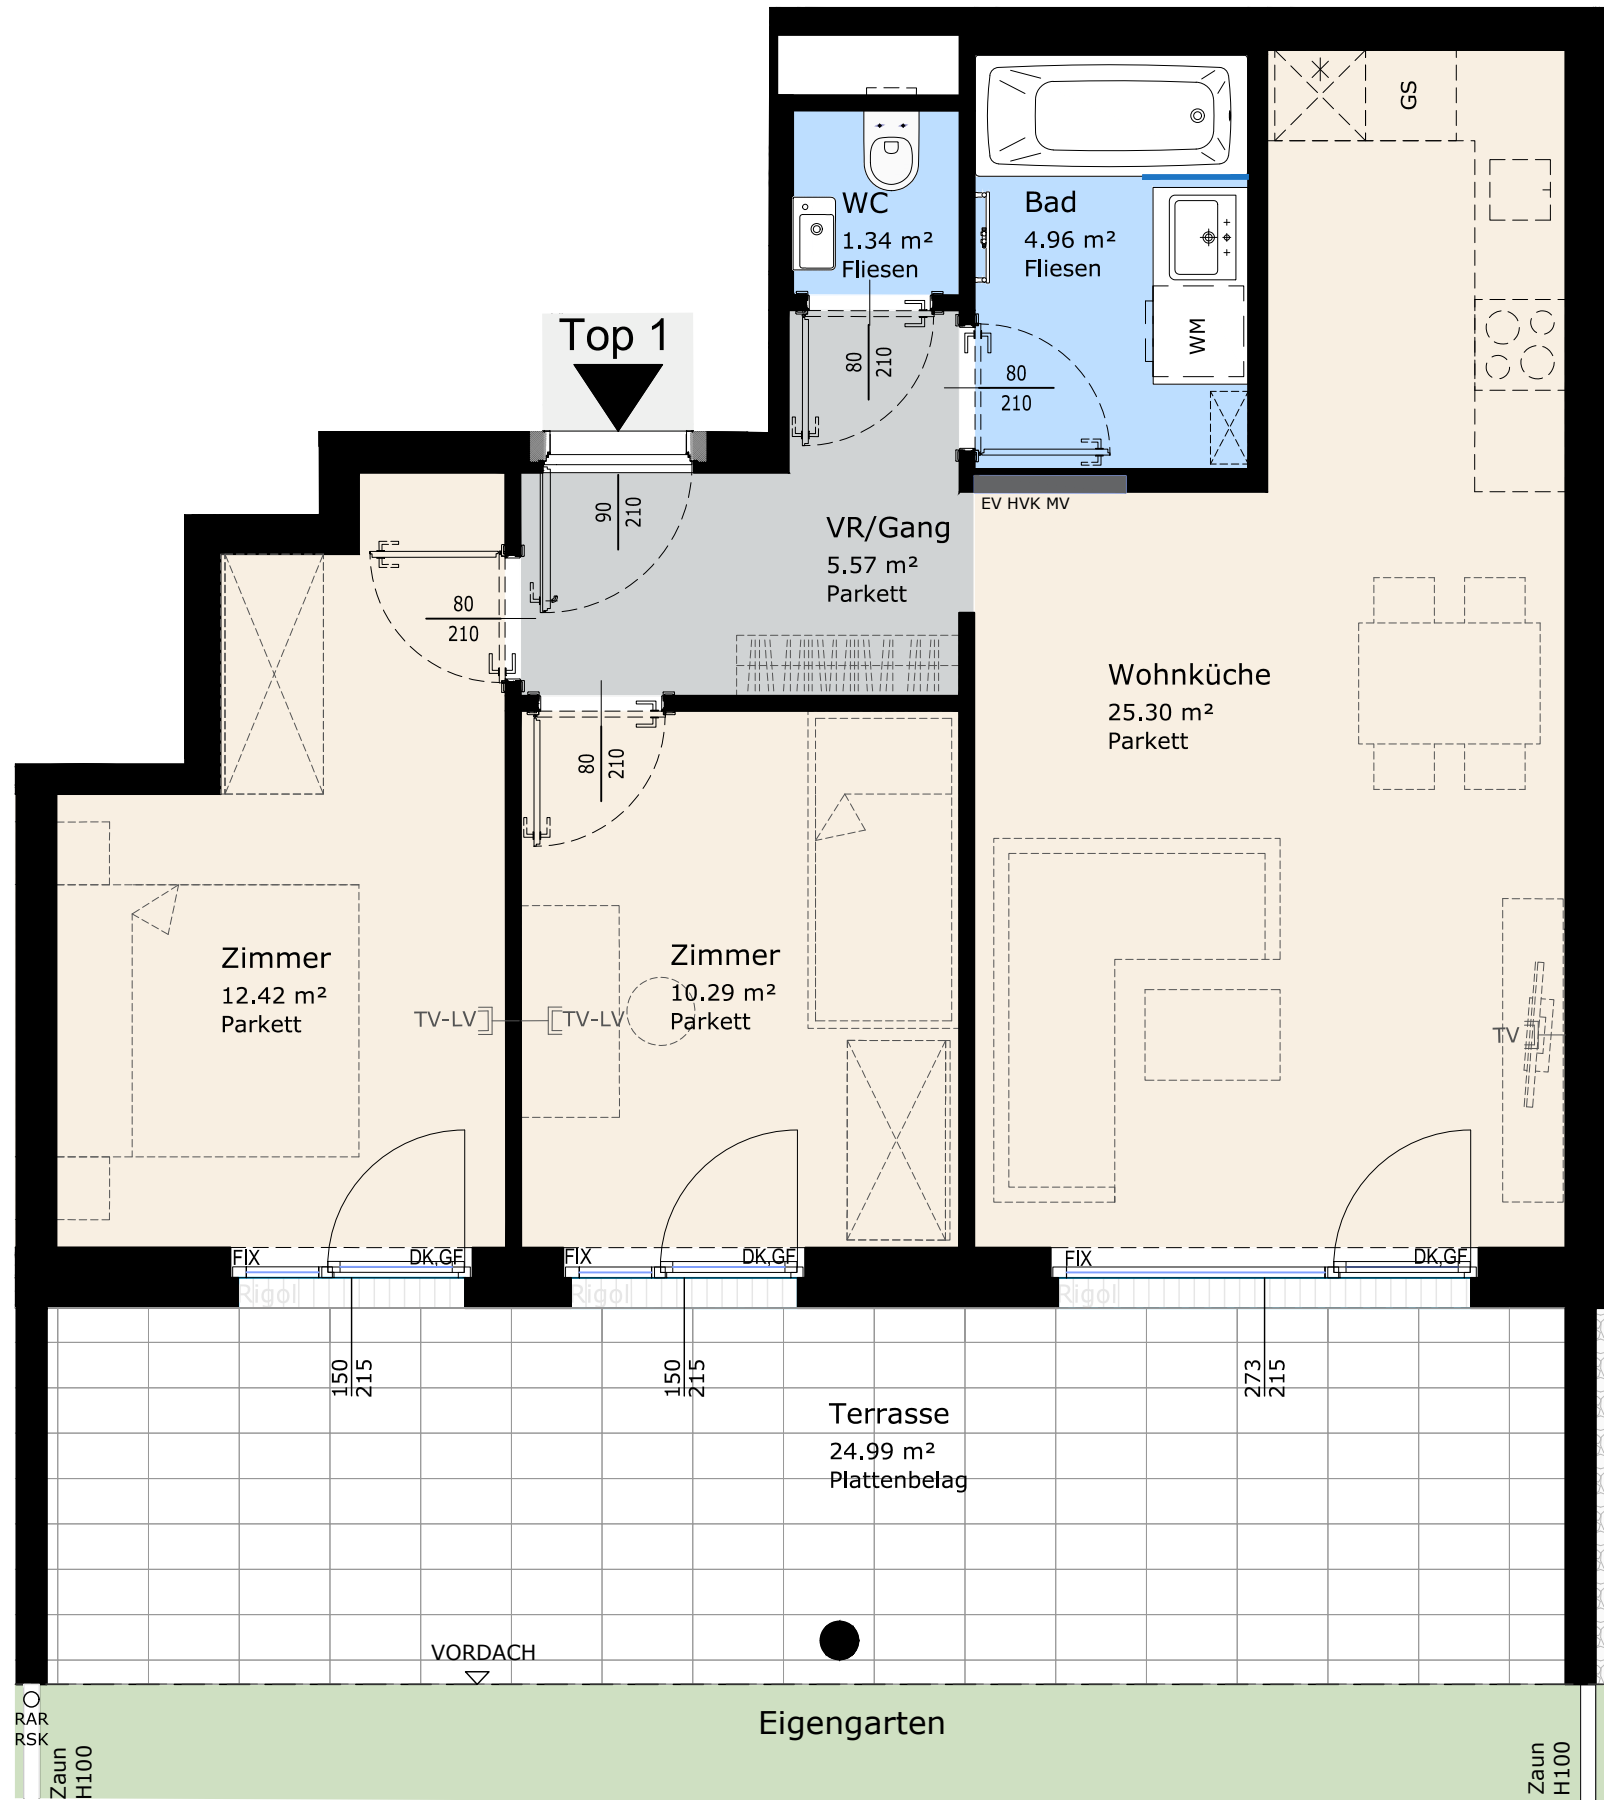 GS
WC
1.34 m²
Fliesen
Bad
4.96 m²
Fliesen
WM
Top 1
80
210
80
210
90
210
EV HVK MV
VR/Gang
5.57 m²
Parkett
80
210
Wohnküche
25.30 m²
Parkett
80
210
Zimmer
12.42 m²
Parkett
Zimmer
10.29 m²
Parkett
TV-LV
TV-LV
TV
FIX
DK,GF
FIX
DK,GF
FIX
DK,GF
Rigol
Rigol
Rigol
150
215
150
215
273
215
Terrasse
24.99 m²
Plattenbelag
VORDACH
Eigengarten
RAR
RSK
Zaun
H100
Zaun
H100